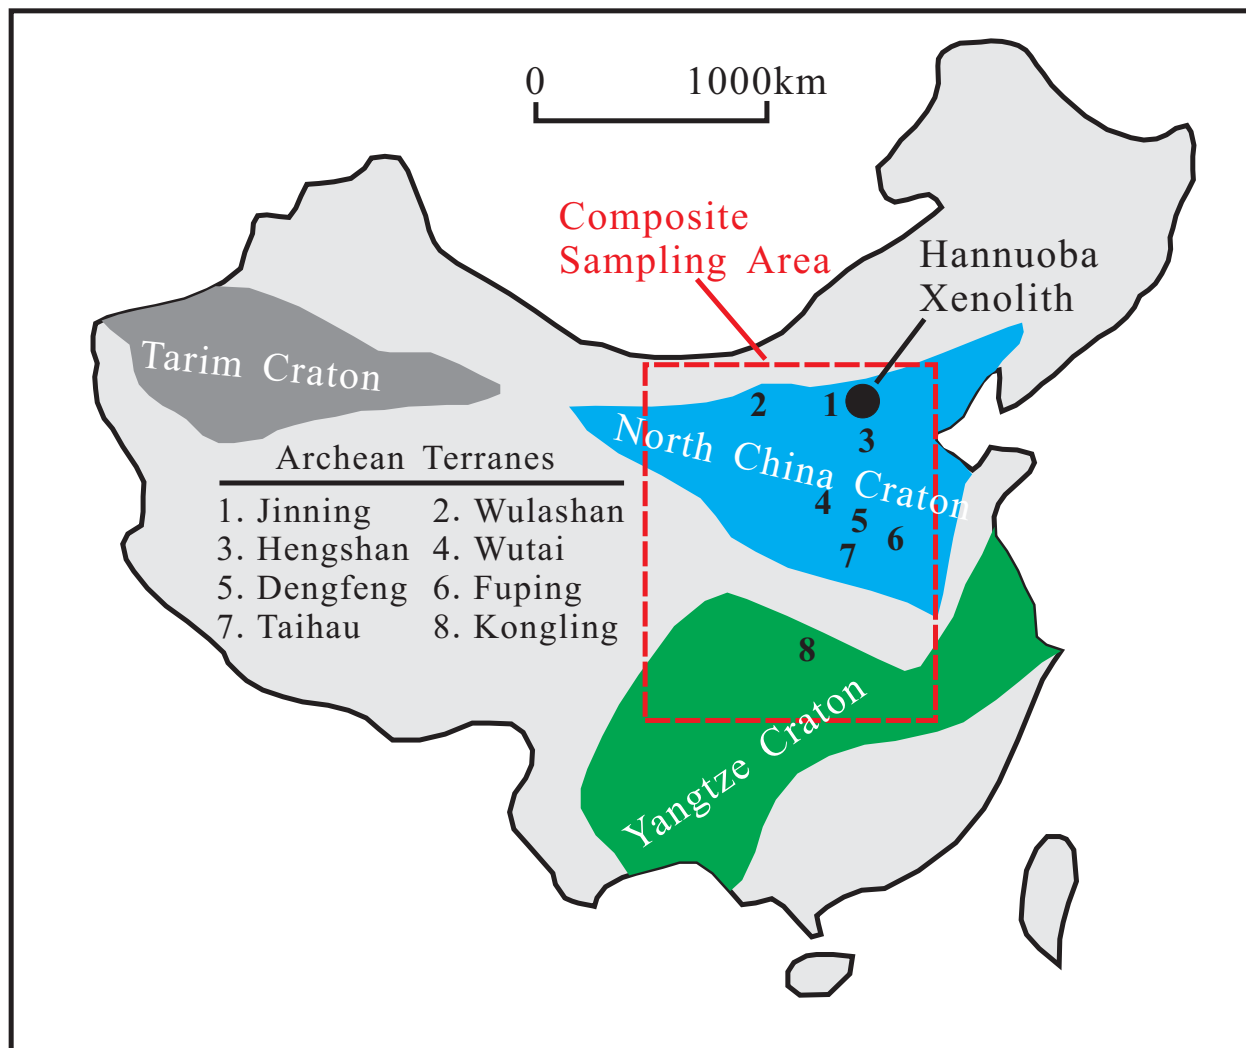 0 1000km
Composite
Sampling Area
Hannuoba
Xenolith
Tarim Craton
2 1
3
North China Craton
4
5
6
7
Archean Terranes
1. Jinning 2. Wulashan
3. Hengshan 4. Wutai
5. Dengfeng 6. Fuping
7. Taihau 8. Kongling
8
Yangtze Craton